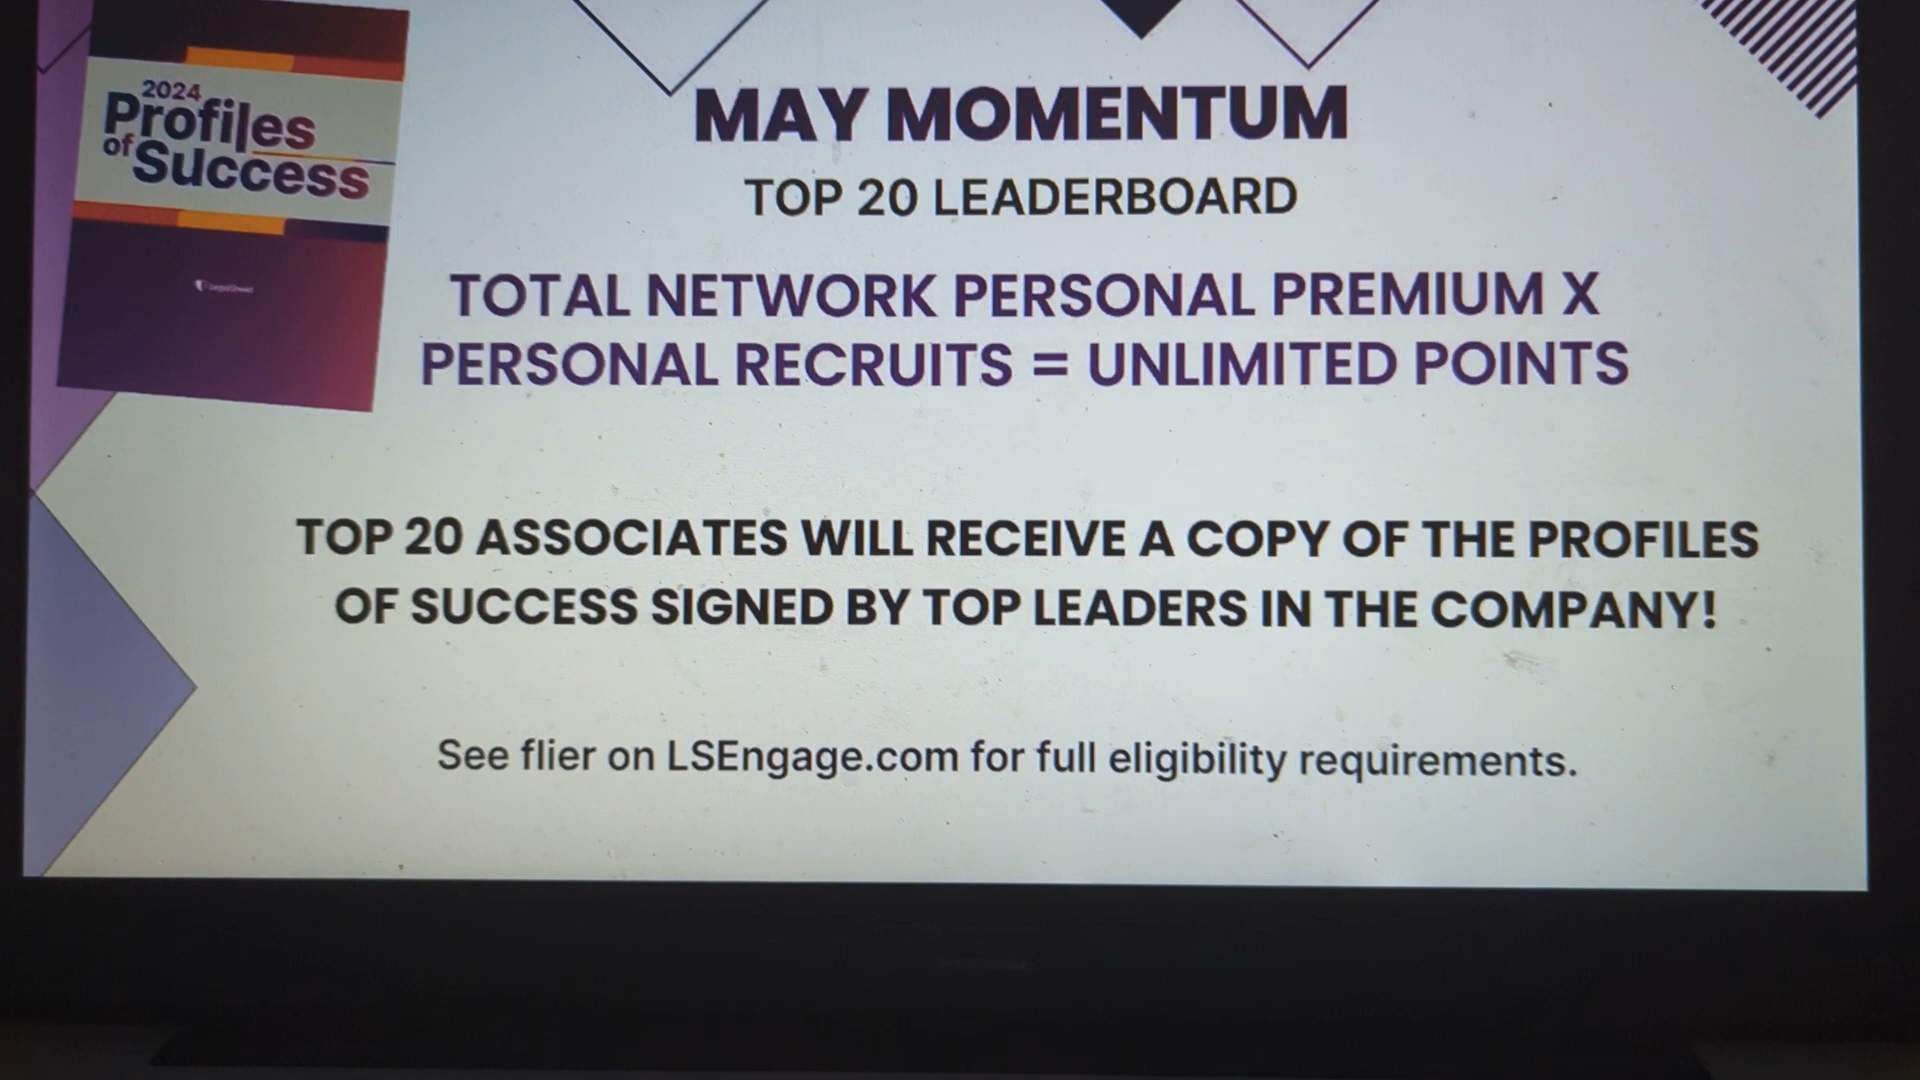 2024
Profiles
of Success
LegalShield
MAY MOMENTUM
TOP 20 LEADERBOARD
TOTAL NETWORK PERSONAL PREMIUM X
PERSONAL RECRUITS = UNLIMITED POINTS
TOP 20 ASSOCIATES WILL RECEIVE A COPY OF THE PROFILES
OF SUCCESS SIGNED BY TOP LEADERS IN THE COMPANY!
See flier on LSEngage.com for full eligibility requirements.